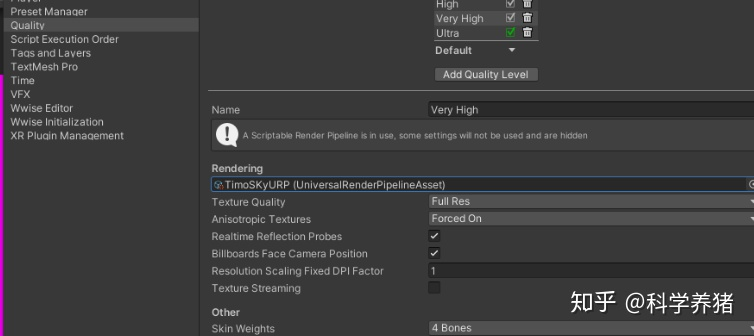 Preset Manager
Quality
Script Execution Order
Tags and Layers
TextMesh Pro
Time
VFX
Wwise Editor
Wwise Initialization
XR Plugin Management
High
Very High
Ultra
Default
Add Quality Level
Name
Very High
A Scriptable Render Pipeline is in use, some settings will not be used and are hidden
Rendering
TimoSKyURP (UniversalRenderPipelineAsset)
Texture Quality
Full Res
Anisotropic Textures
Forced On
Realtime Reflection Probes
Billboards Face Camera Position
Resolution Scaling Fixed DPI Factor
1
Texture Streaming
Other
Skin Weights
4 Bones
知乎 @科学养猪